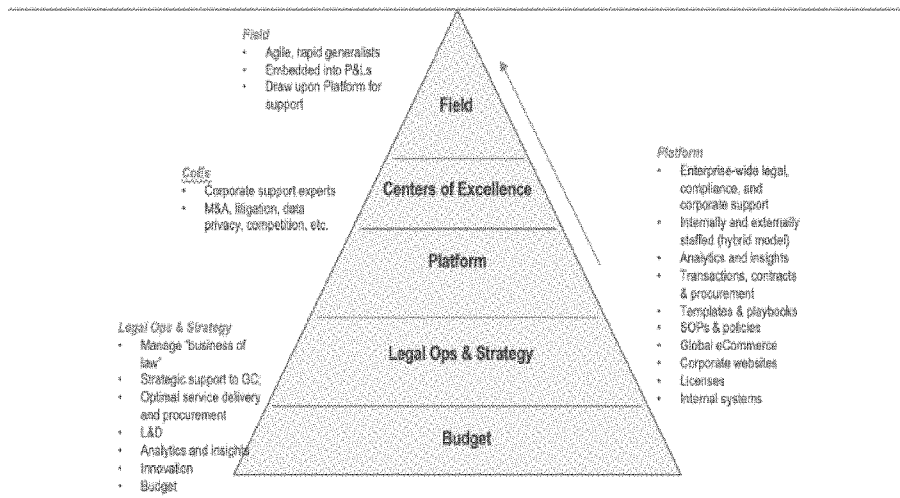 Field
• Agile, rapid generalists
• Embedded into P&Ls
• Draw upon Platform for
support
Field
CoEs
• Corporate support experts
• M&A, litigation, data
privacy, competition, etc.
Centers of Excellence
Platform
Platform
• Enterprise-wide legal,
compliance, and
corporate support
• Internally and externally
staffed (hybrid model)
• Analytics and insights
• Transactions, contracts
& procurement
• Templates & playbooks
• SOPs & policies
• Global eCommerce
• Corporate websites
• Licenses
• Internal systems
Legal Ops & Strategy
• Manage "business of
law"
• Strategic support to GC;
• Optimal service delivery
and procurement
• L&D
• Analytics and insights
• Innovation
• Budget
Legal Ops & Strategy
Budget